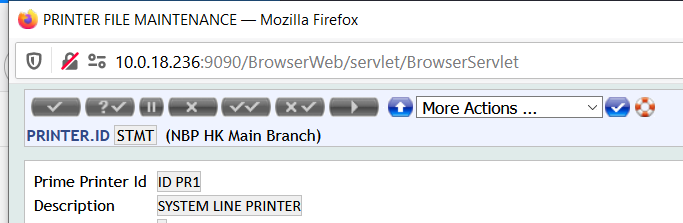 PRINTER FILE MAINTENANCE — Mozilla Firefox
10.0.18.236:9090/BrowserWeb/servlet/BrowserServlet
More Actions ...
PRINTER.ID STMT (NBP HK Main Branch)
Prime Printer Id ID PR1
Description SYSTEM LINE PRINTER